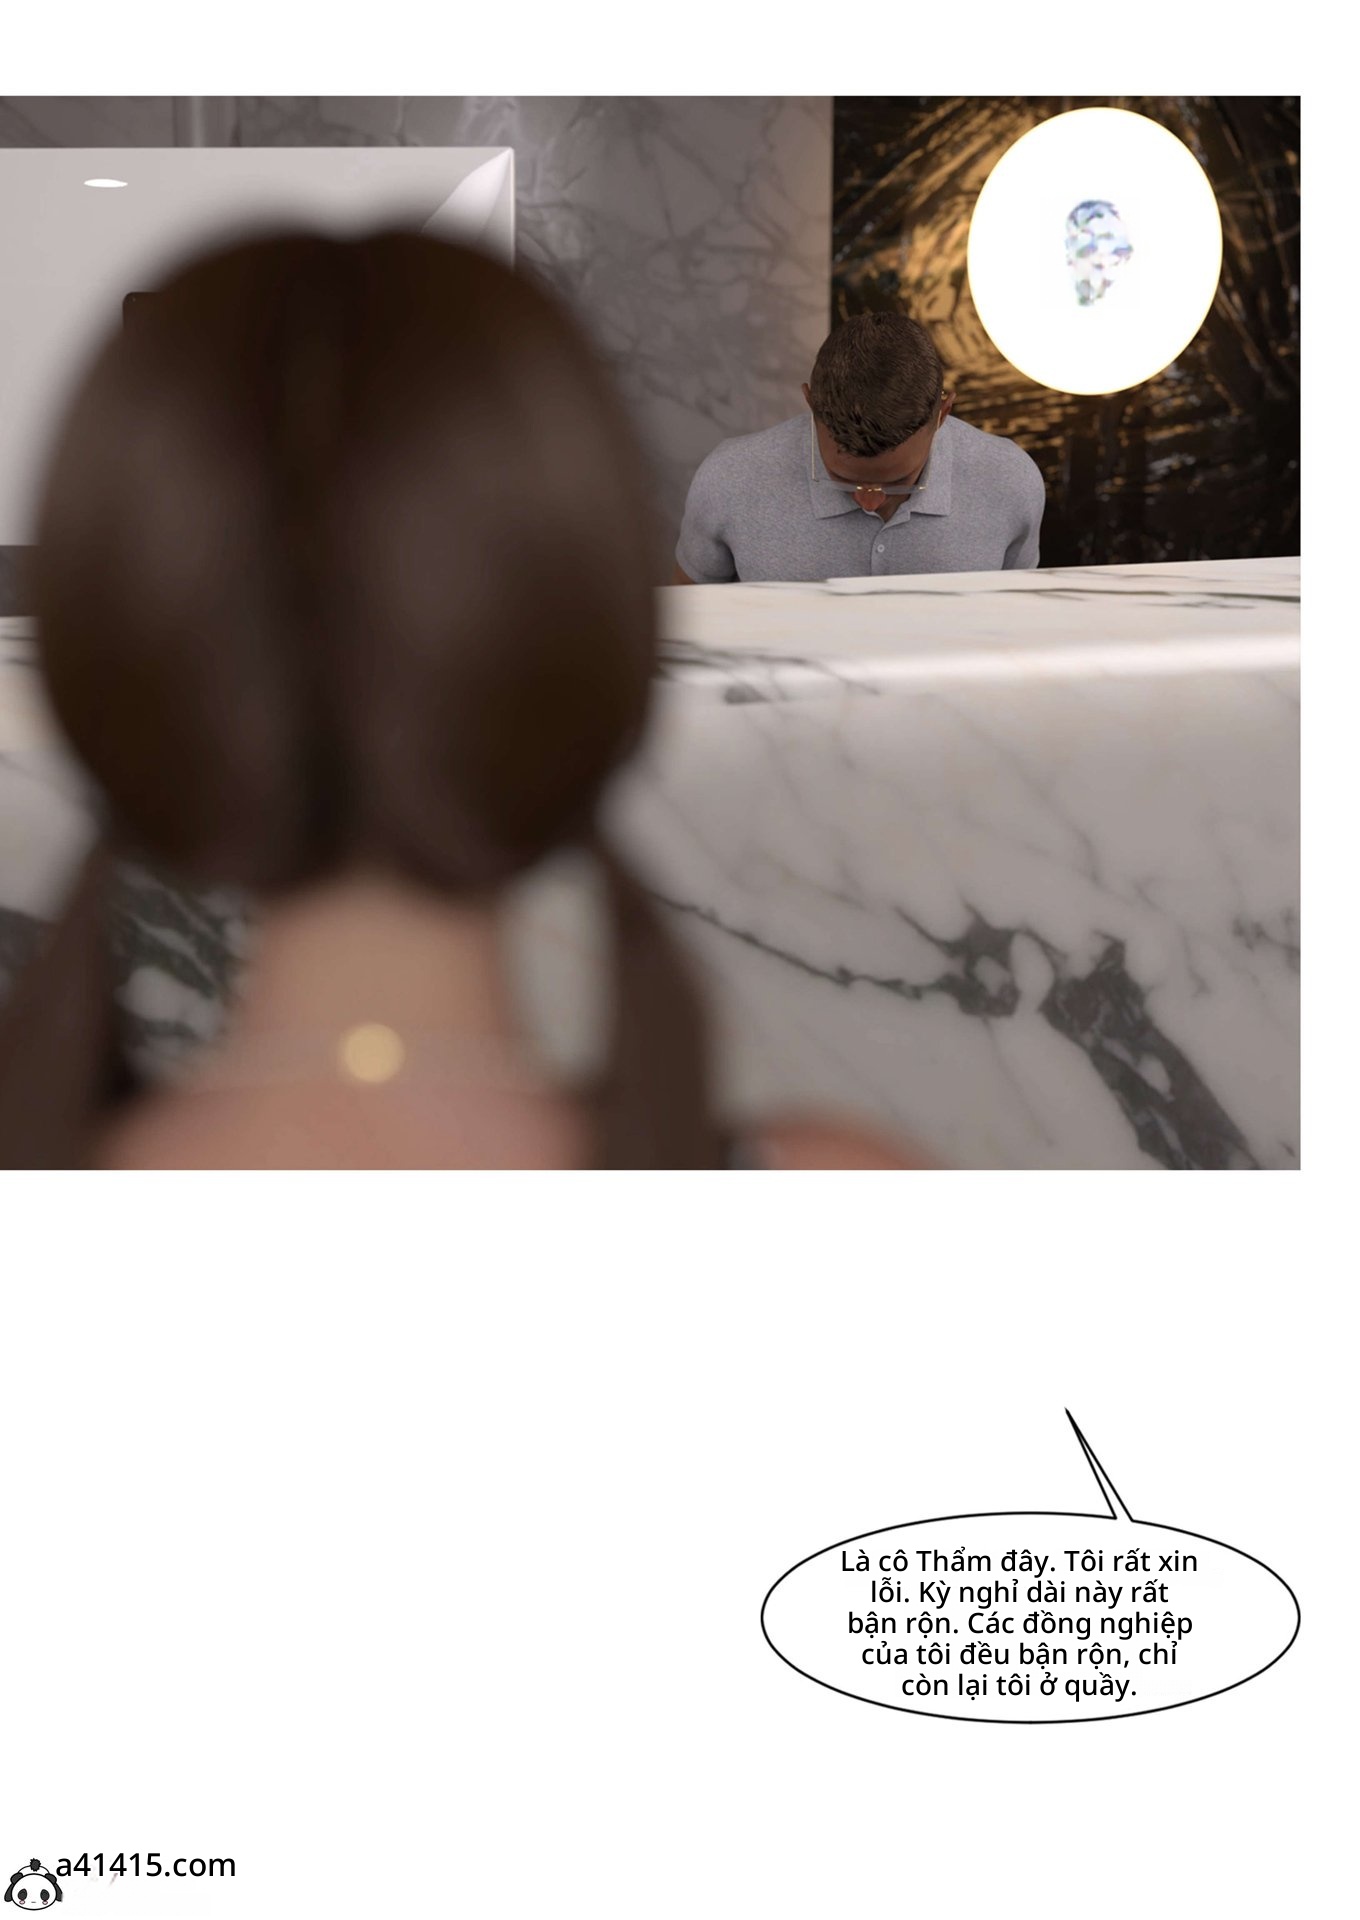 Là cô Thẩm đây. Tôi rất xin
lỗi. Kỳ nghỉ dài này rất
bận rộn. Các đồng nghiệp
của tôi đều bận rộn, chỉ
còn lại tôi ở quầy.
a41415.com